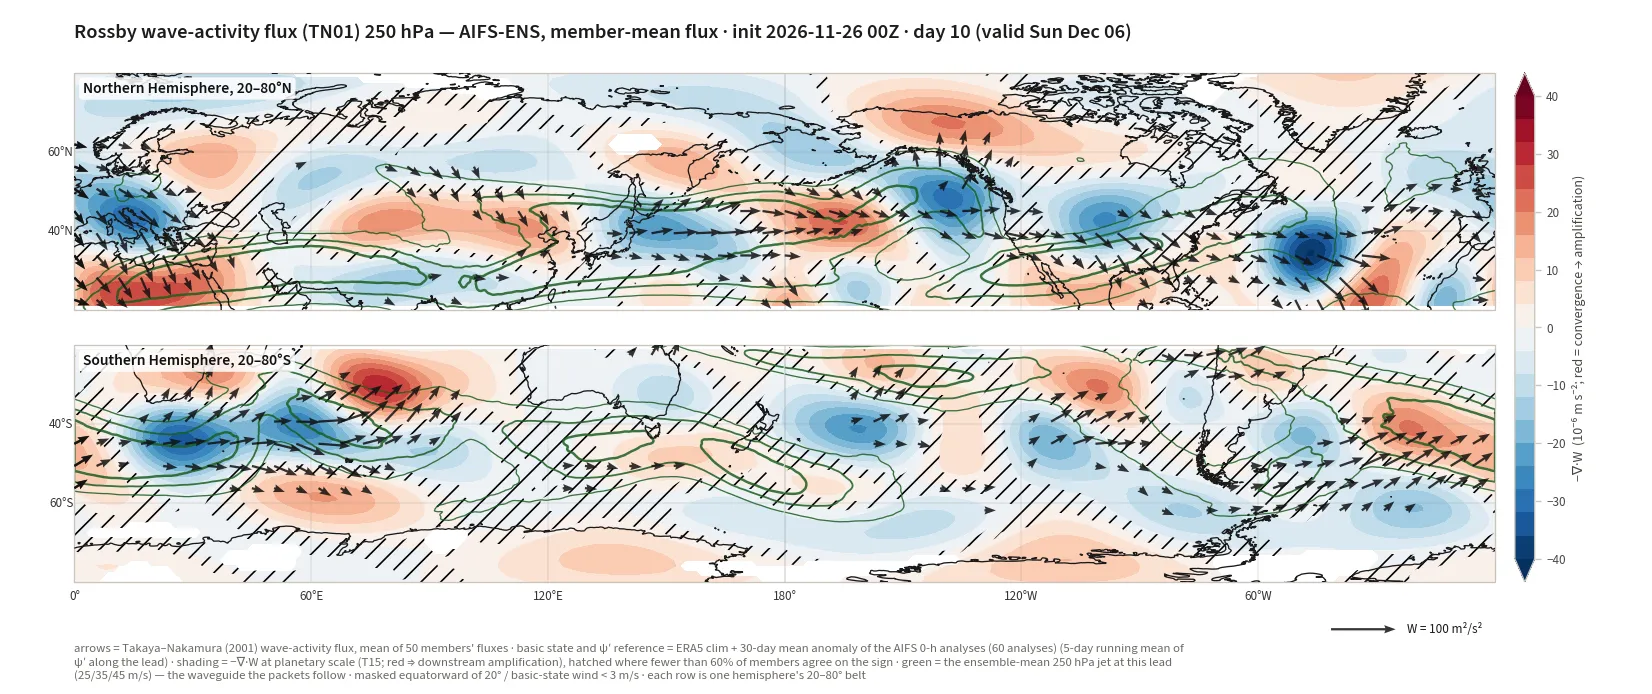 Rossby wave-activity flux (TN01) 250 hPa — AIFS-ENS, member-mean flux · init 2026-11-26 00Z · day 10 (valid Sun Dec 06)
Northern Hemisphere, 20–80°N
60°N
40°N
Southern Hemisphere, 20–80°S
40°S
60°S
0°
60°E
120°E
180°
120°W
60°W
40
30
20
10
0
−10
−20
−30
−40
−∇·W (10⁻⁶ m s⁻²; red = convergence → amplification)
W = 100 m²/s²
arrows = Takaya–Nakamura (2001) wave-activity flux, mean of 50 members' fluxes · basic state and ψ' reference = ERA5 clim + 30-day mean anomaly of the AIFS 0-h analyses (60 analyses) (5-day running mean of
ψ' along the lead) · shading = −∇·W at planetary scale (T15; red ⇒ downstream amplification), hatched where fewer than 60% of members agree on the sign · green = the ensemble-mean 250 hPa jet at this lead
(25/35/45 m/s) — the waveguide the packets follow · masked equatorward of 20° / basic-state wind < 3 m/s · each row is one hemisphere's 20–80° belt